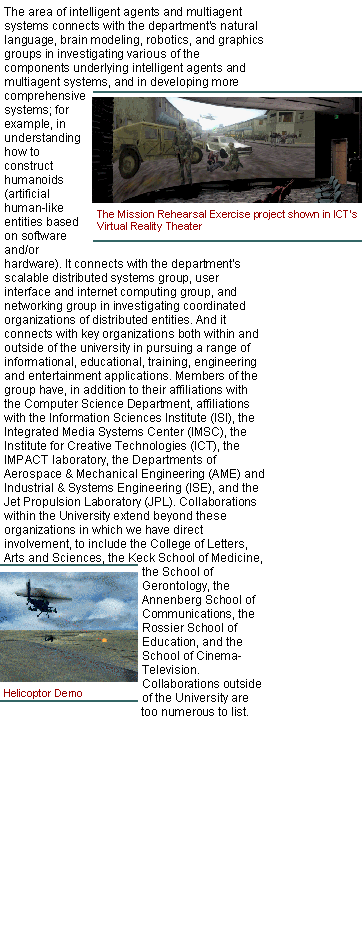 The area of intelligent agents and multiagent
systems connects with the department's natural
language, brain modeling, robotics, and graphics
groups in investigating various of the
components underlying intelligent agents and
multiagent systems, and in developing more
comprehensive
systems; for
example, in
understanding
how to
construct
humanoids
(artificial
human-like
entities based
on software
and/or
hardware). It connects with the department's
scalable distributed systems group, user
interface and internet computing group, and
networking group in investigating coordinated
organizations of distributed entities. And it
connects with key organizations both within and
outside of the university in pursuing a range of
informational, educational, training, engineering
and entertainment applications. Members of the
group have, in addition to their affiliations with
the Computer Science Department, affiliations
with the Information Sciences Institute (ISI), the
Integrated Media Systems Center (IMSC), the
Institute for Creative Technologies (ICT), the
IMPACT laboratory, the Departments of
Aerospace & Mechanical Engineering (AME) and
Industrial & Systems Engineering (ISE), and the
Jet Propulsion Laboratory (JPL). Collaborations
within the University extend beyond these
organizations in which we have direct
involvement, to include the College of Letters,
Arts and Sciences, the Keck School of Medicine,
the School of
Gerontology, the
Annenberg School of
Communications, the
Rossier School of
Education, and the
School of Cinema-
Television.
Collaborations outside
of the University are
too numerous to list.
The Mission Rehearsal Exercise project shown in ICT's
Virtual Reality Theater
Helicoptor Demo